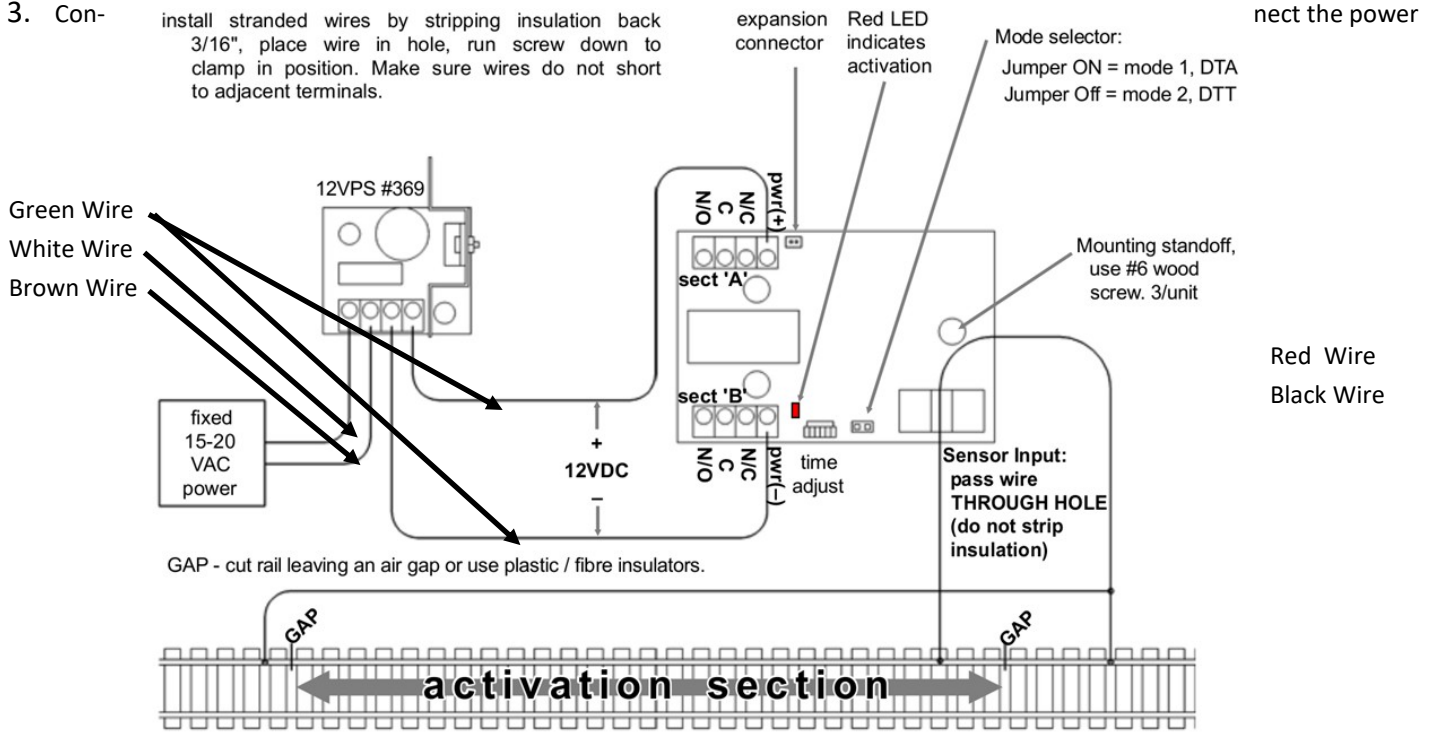 3. Con-
nect the power
install stranded wires by stripping insulation back
3/16", place wire in hole, run screw down to
clamp in position. Make sure wires do not short
to adjacent terminals.
expansion
connector
Red LED
indicates
activation
Mode selector:
Jumper ON = mode 1, DTA
Jumper Off = mode 2, DTT
12VPS #369
Green Wire
White Wire
Brown Wire
N/O
C
N/C
pwr(+)
sect 'A'
Mounting standoff,
use #6 wood
screw. 3/unit
Red Wire
Black Wire
sect 'B'
fixed
15-20
VAC
power
+
12VDC
–
N/O
C
N/C
pwr(–)
time
adjust
Sensor Input:
pass wire
THROUGH HOLE
(do not strip
insulation)
GAP - cut rail leaving an air gap or use plastic / fibre insulators.
GAP
GAP
activation section